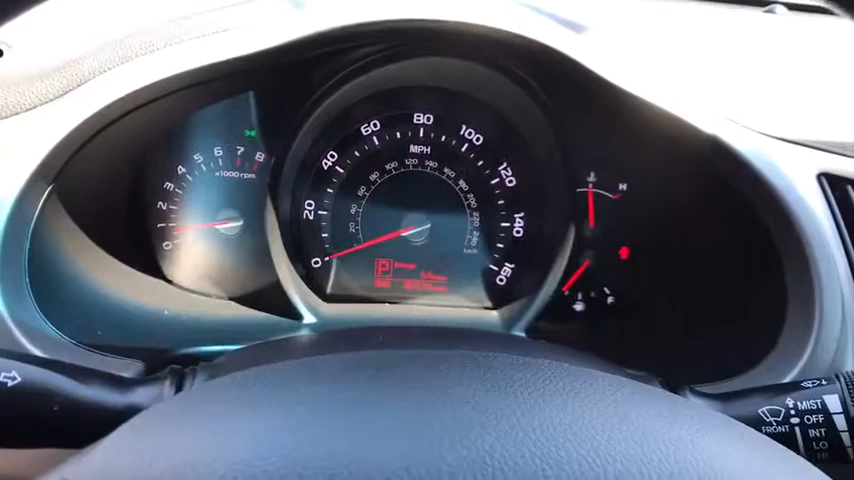 1 2 3 4 5 6 7 8
x1000rpm
0 20 40 60 80 100 120 140 160
MPH
20 40 60 80 100 120 140 160 180 200 220 240
km/h
P
H
C
E
F
MIST
OFF
INT
LO
HI
FRONT